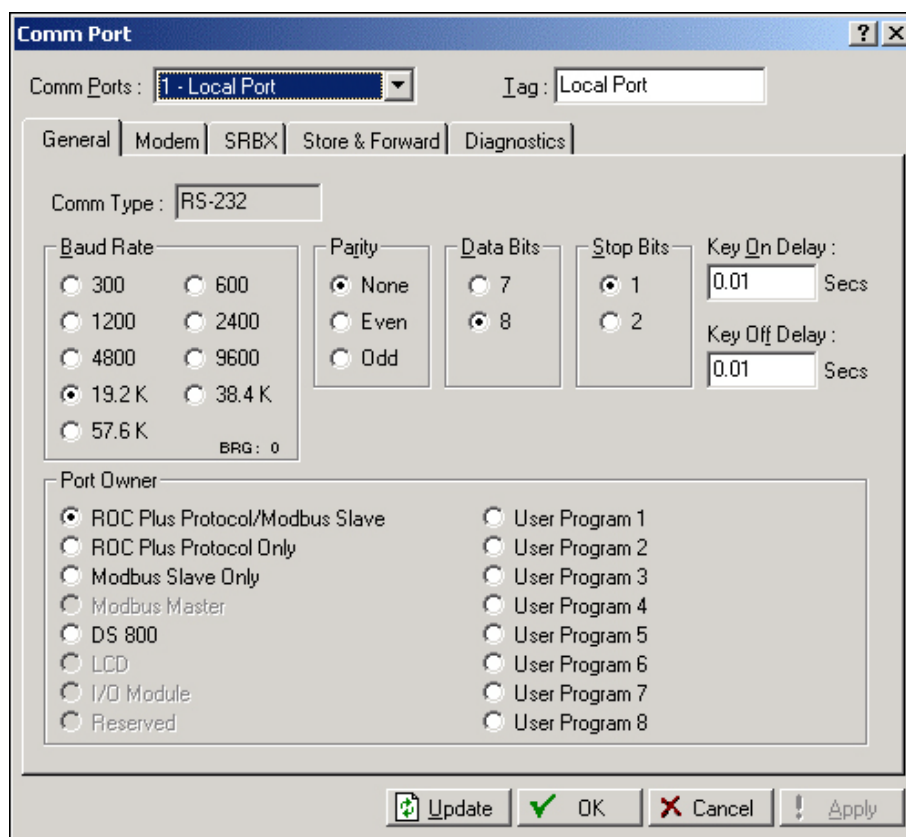 Comm Port
Comm Ports : 1 - Local Port Tag : Local Port
General Modem SRBX Store & Forward Diagnostics
Comm Type : RS-232
Baud Rate Parity Data Bits Stop Bits Key On Delay :
300 600 None 7 1 0.01 Secs
1200 2400 Even 8 2 Key Off Delay :
4800 9600 Odd 0.01 Secs
19.2 K 38.4 K
57.6 K BRG: 0
Port Owner
ROC Plus Protocol/Modbus Slave User Program 1
ROC Plus Protocol Only User Program 2
Modbus Slave Only User Program 3
Modbus Master User Program 4
DS 800 User Program 5
LCD User Program 6
I/O Module User Program 7
Reserved User Program 8
Update OK Cancel Apply